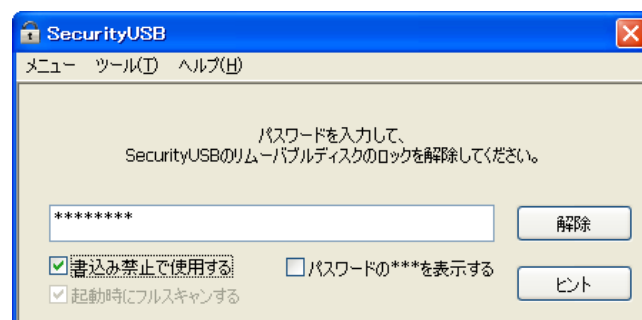 SecurityUSB
メニュー ツール(T) ヘルプ(H)
パスワードを入力して、
SecurityUSBのリムーバブルディスクのロックを解除してください。
******** 解除
書込み禁止で使用する パスワードの***を表示する
起動時にフルスキャンする ヒント